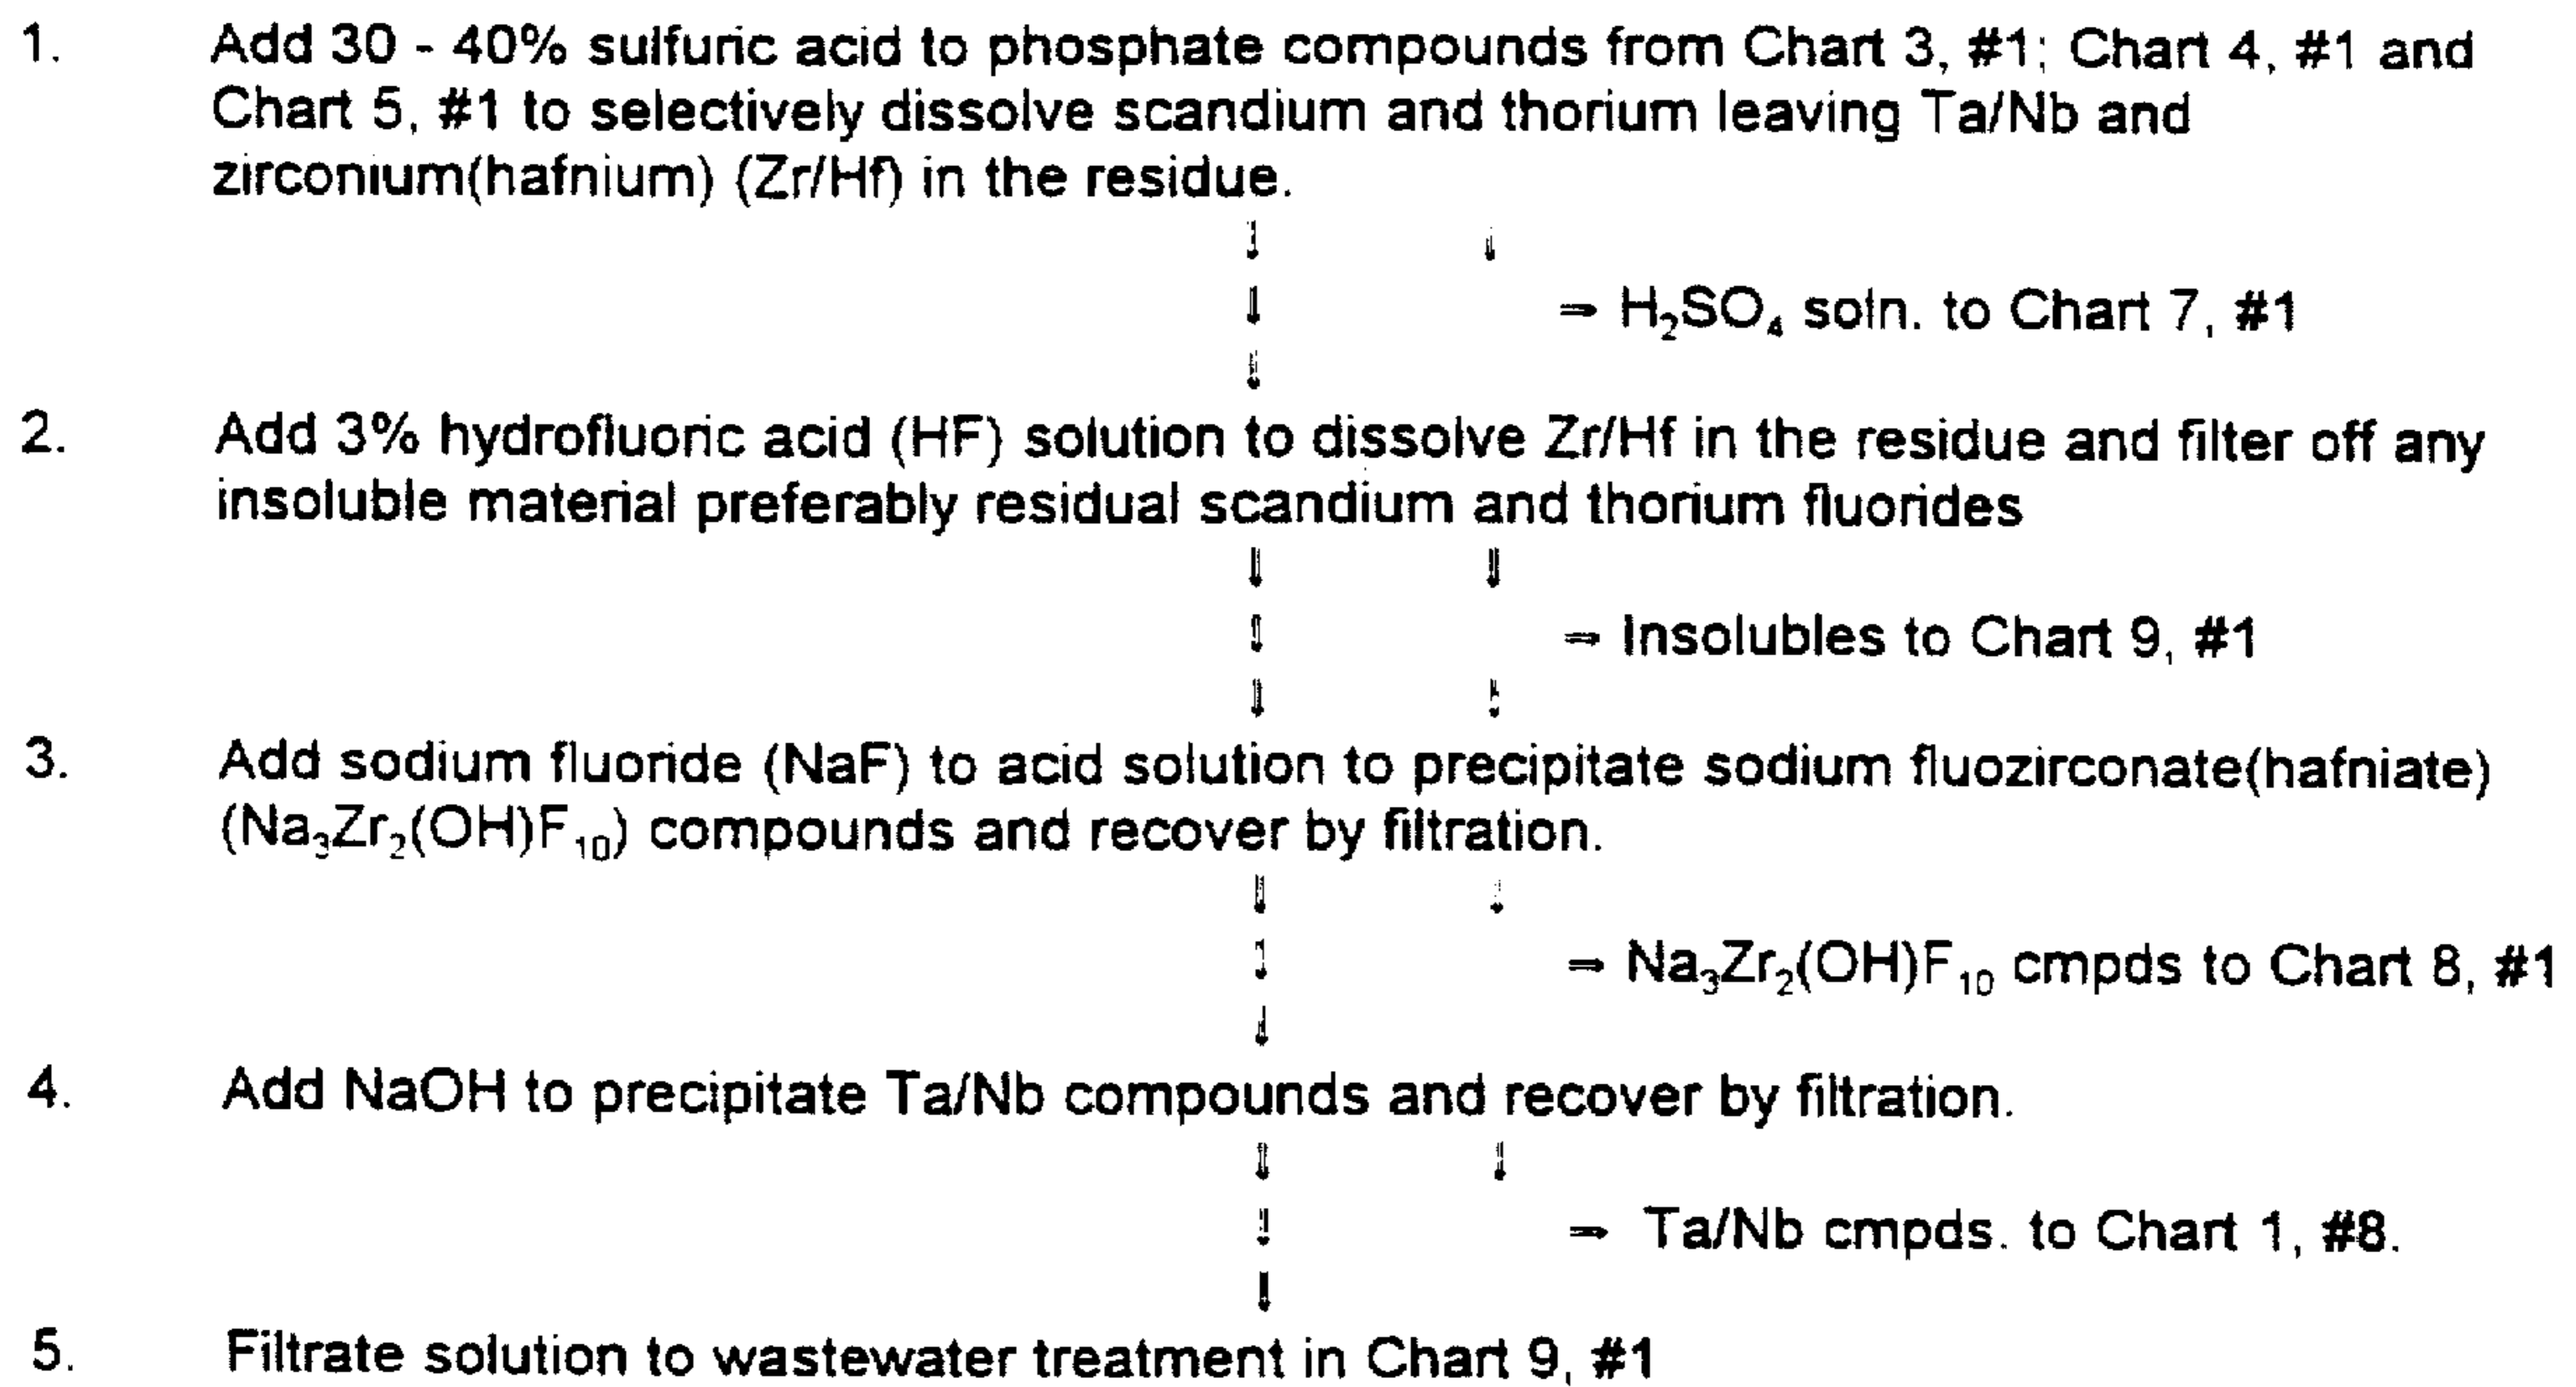 1. Add 30 - 40% sulfuric acid to phosphate compounds from Chart 3, #1; Chart 4, #1 and
Chart 5, #1 to selectively dissolve scandium and thorium leaving Ta/Nb and
zirconium(hafnium) (Zr/Hf) in the residue.
⇒ H₂SO₄ soln. to Chart 7, #1
2. Add 3% hydrofluoric acid (HF) solution to dissolve Zr/Hf in the residue and filter off any
insoluble material preferably residual scandium and thorium fluorides
⇒ Insolubles to Chart 9, #1
3. Add sodium fluoride (NaF) to acid solution to precipitate sodium fluozirconate(hafniate)
(Na₃Zr₂(OH)F₁₀) compounds and recover by filtration.
⇒ Na₃Zr₂(OH)F₁₀ cmpds to Chart 8, #1
4. Add NaOH to precipitate Ta/Nb compounds and recover by filtration.
⇒ Ta/Nb cmpds. to Chart 1, #8.
5. Filtrate solution to wastewater treatment in Chart 9, #1